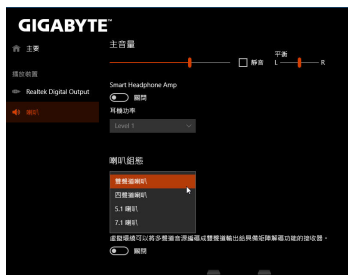 GIGABYTE™
主要
主音量
靜音
平衡
L
R
播放裝置
Realtek Digital Output
喇叭
Smart Headphone Amp
關閉
耳機功率
Level 1
喇叭組態
雙聲道喇叭
四聲道喇叭
5.1 喇叭
7.1 喇叭
虛擬環繞可以將多聲道音源編碼成雙聲道輸出給具備矩陣解碼功能的接收器。
關閉